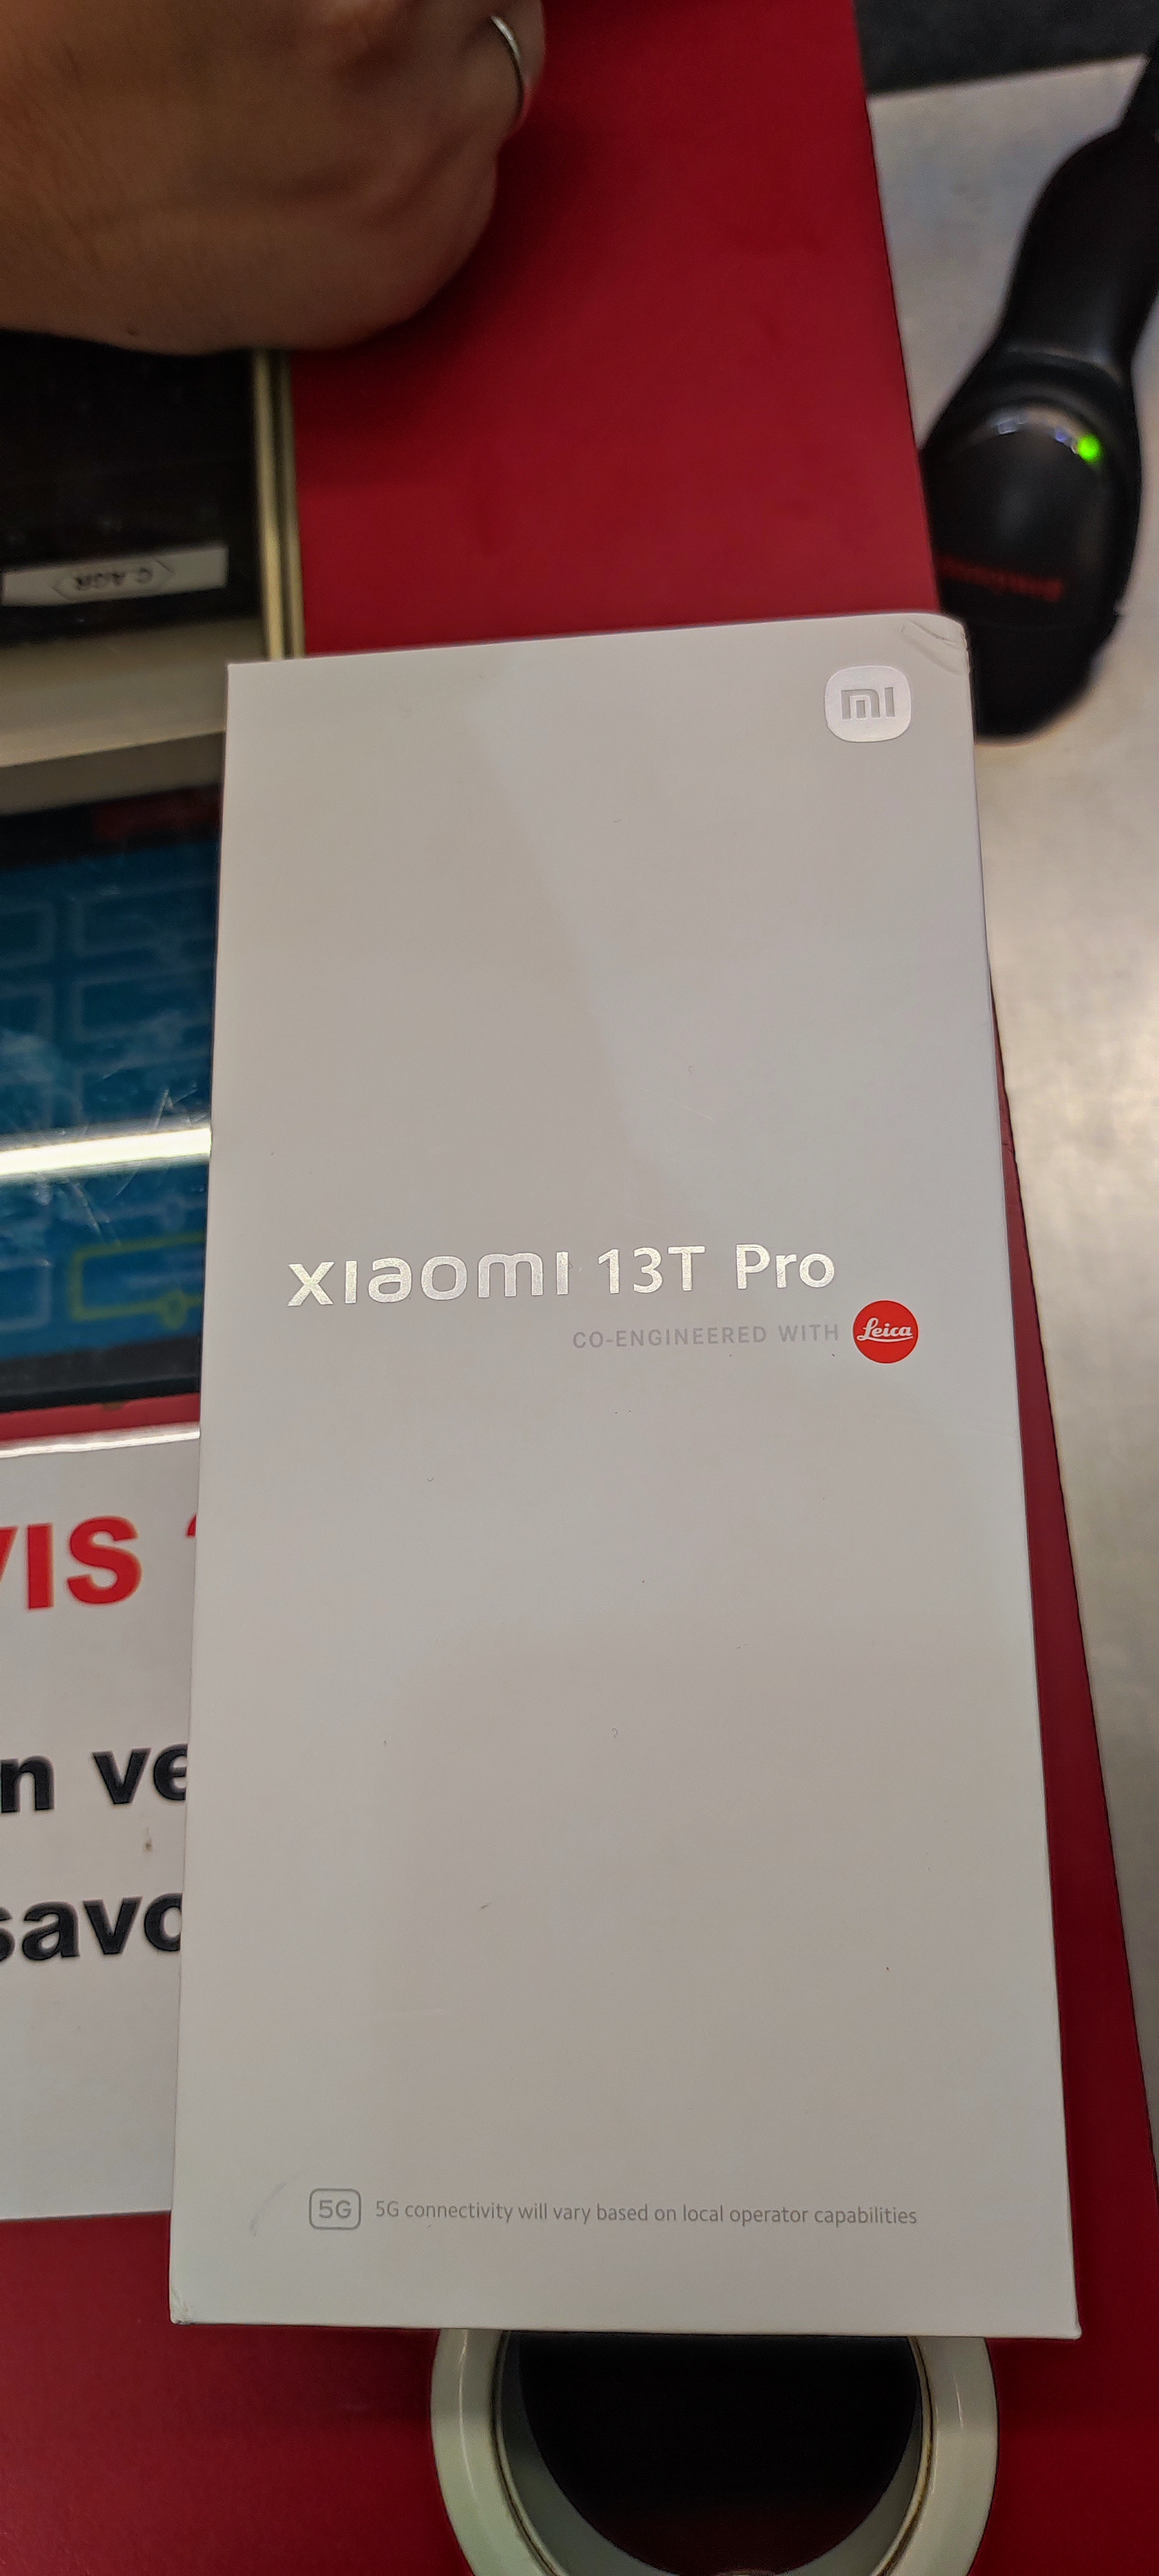 mi
xiaomi 13T Pro
CO-ENGINEERED WITH Leica
VIS
n ve
savo
5G 5G connectivity will vary based on local operator capabilities